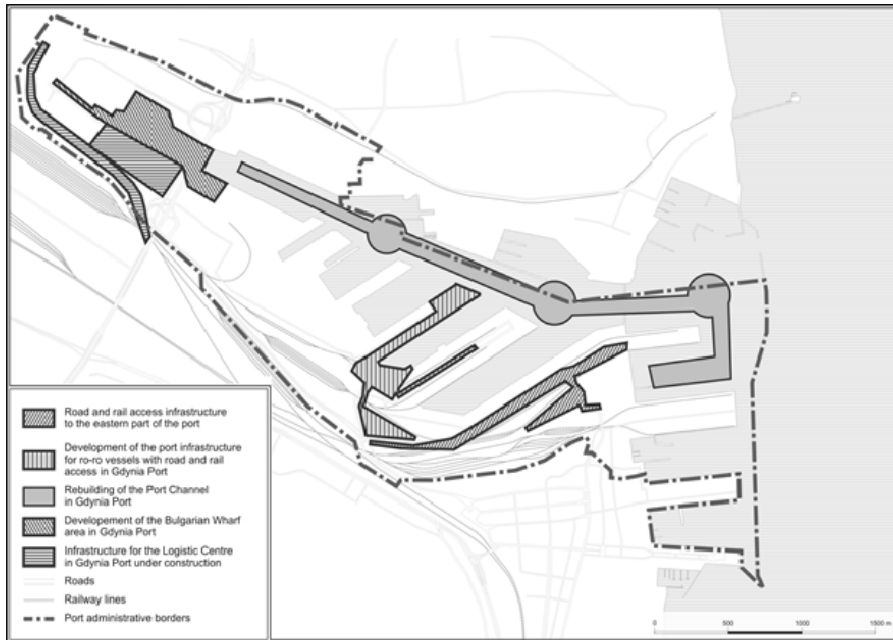 Road and rail access infrastructure
to the eastern part of the port
Development of the port infrastructure
for ro-ro vessels with road and rail
access in Gdynia Port
Rebuilding of the Port Channel
in Gdynia Port
Developement of the Bulgarian Wharf
area in Gdynia Port
Infrastructure for the Logistic Centre
in Gdynia Port under construction
Roads
Railway lines
Port administrative borders
0 500 1000 1500 m